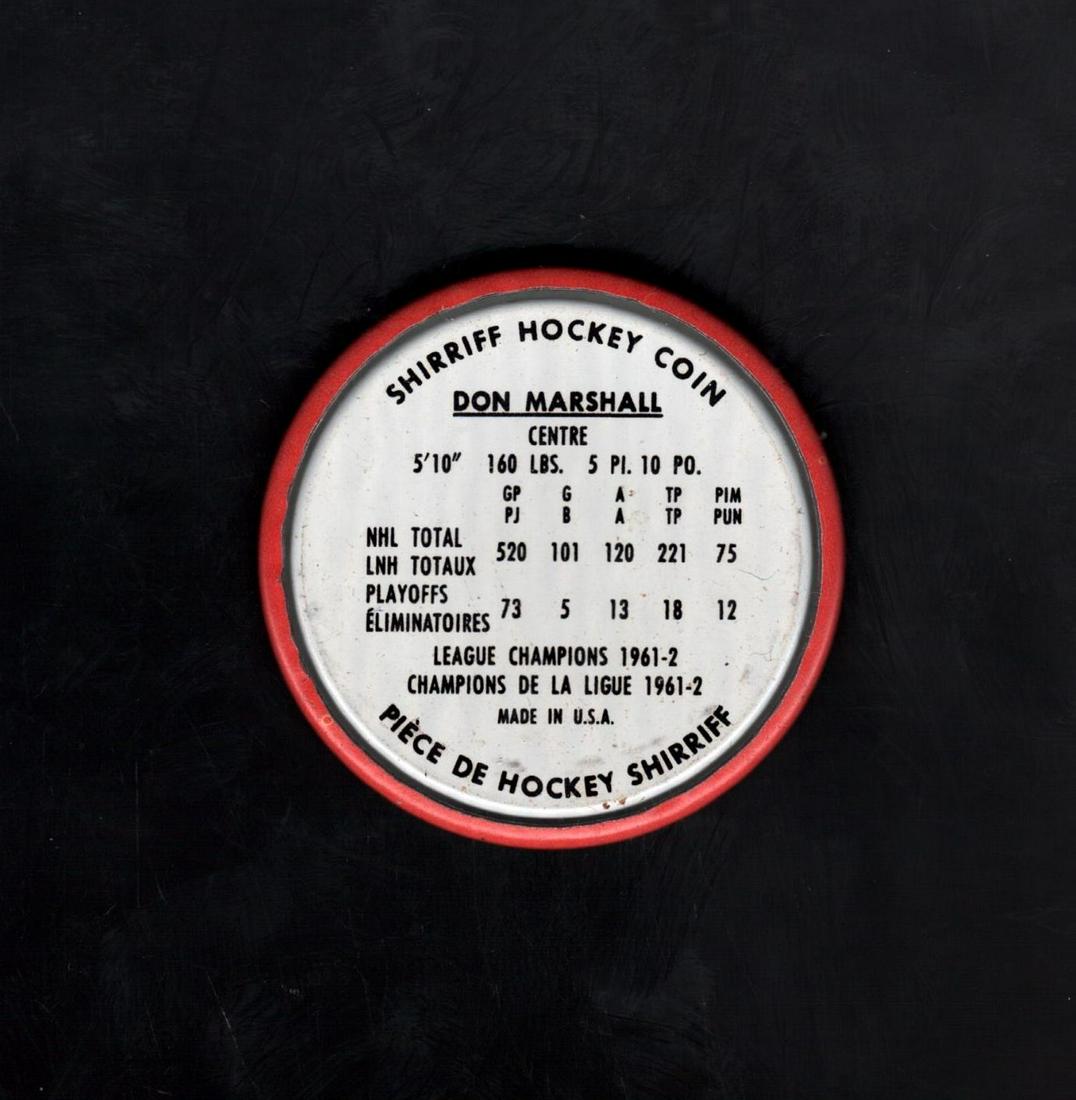 SHIRRIFF HOCKEY COIN
DON MARSHALL
CENTRE
5'10" 160 LBS. 5 PI. 10 PO.
GP G A TP PIM
PJ B A TP PUN
NHL TOTAL
LNH TOTAUX 520 101 120 221 75
PLAYOFFS
ÉLIMINATOIRES 73 5 13 18 12
LEAGUE CHAMPIONS 1961-2
CHAMPIONS DE LA LIGUE 1961-2
MADE IN U.S.A.
PIÈCE DE HOCKEY SHIRRIFF